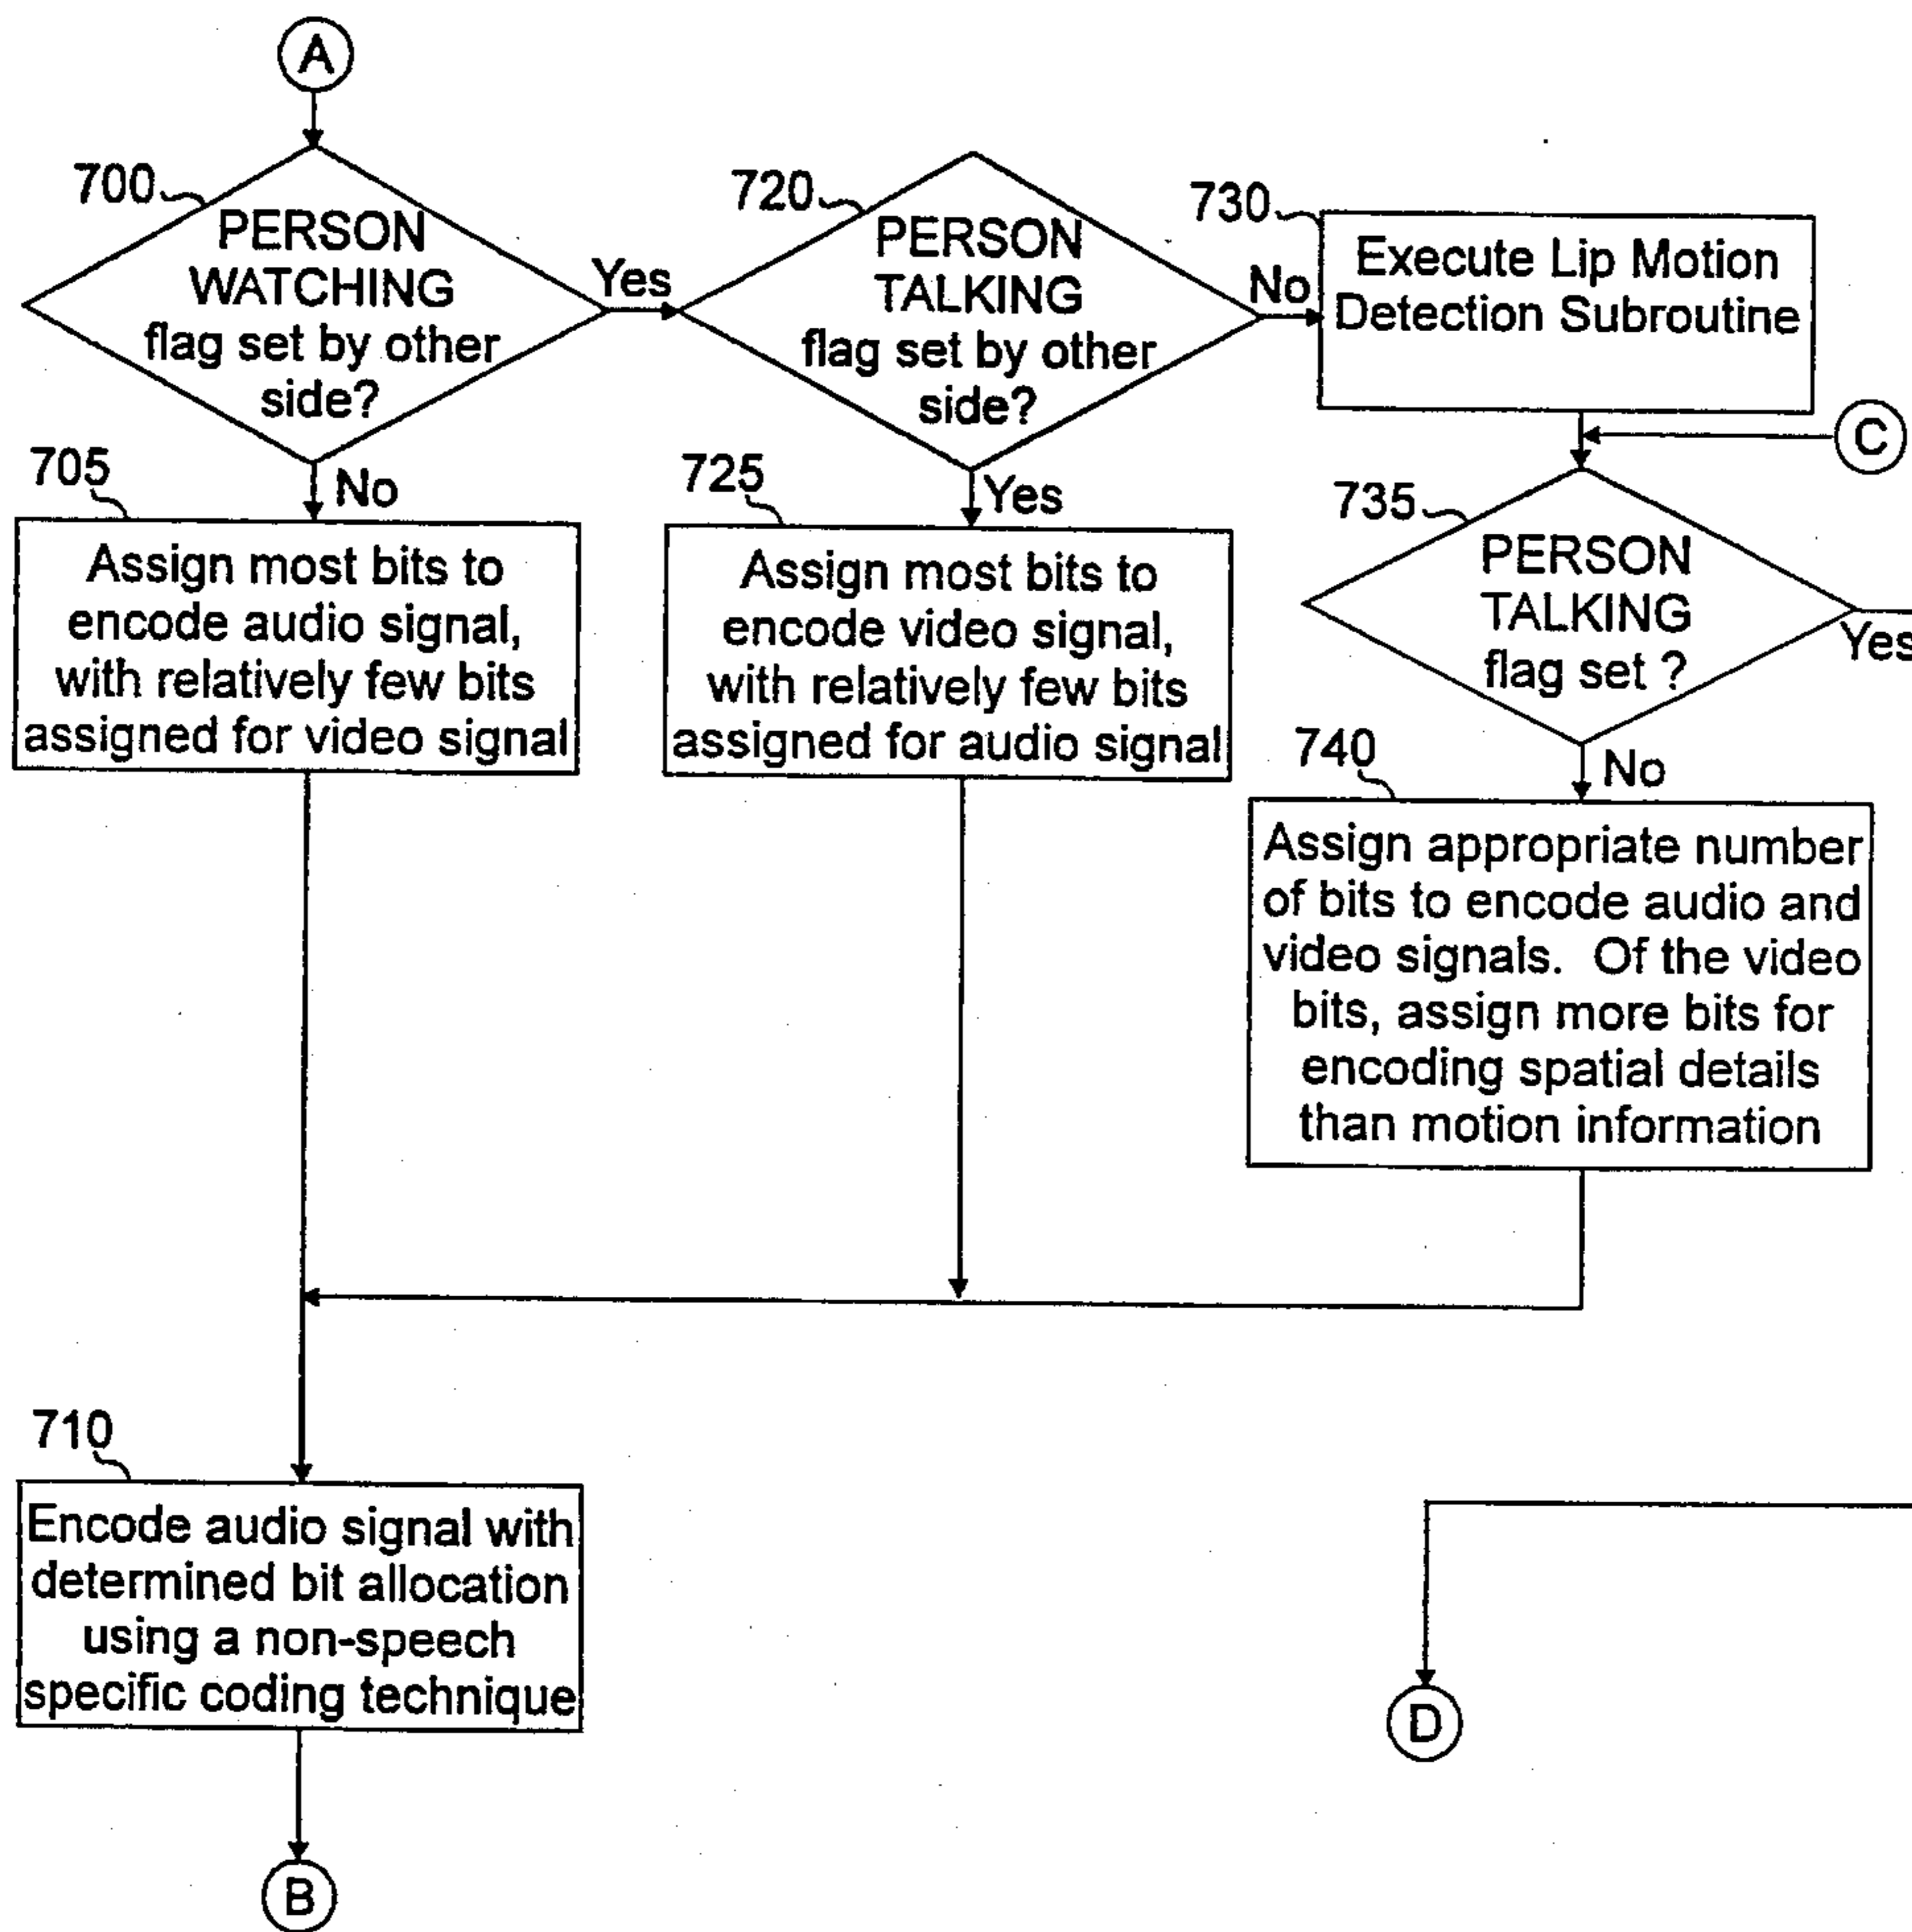 A
700
PERSON
WATCHING
flag set by other
side?
Yes
No
720
PERSON
TALKING
flag set by other
side?
No
Yes
730
Execute Lip Motion
Detection Subroutine
C
705
Assign most bits to
encode audio signal,
with relatively few bits
assigned for video signal
725
Assign most bits to
encode video signal,
with relatively few bits
assigned for audio signal
735
PERSON
TALKING
flag set ?
Yes
No
740
Assign appropriate number
of bits to encode audio and
video signals. Of the video
bits, assign more bits for
encoding spatial details
than motion information
710
Encode audio signal with
determined bit allocation
using a non-speech
specific coding technique
D
B